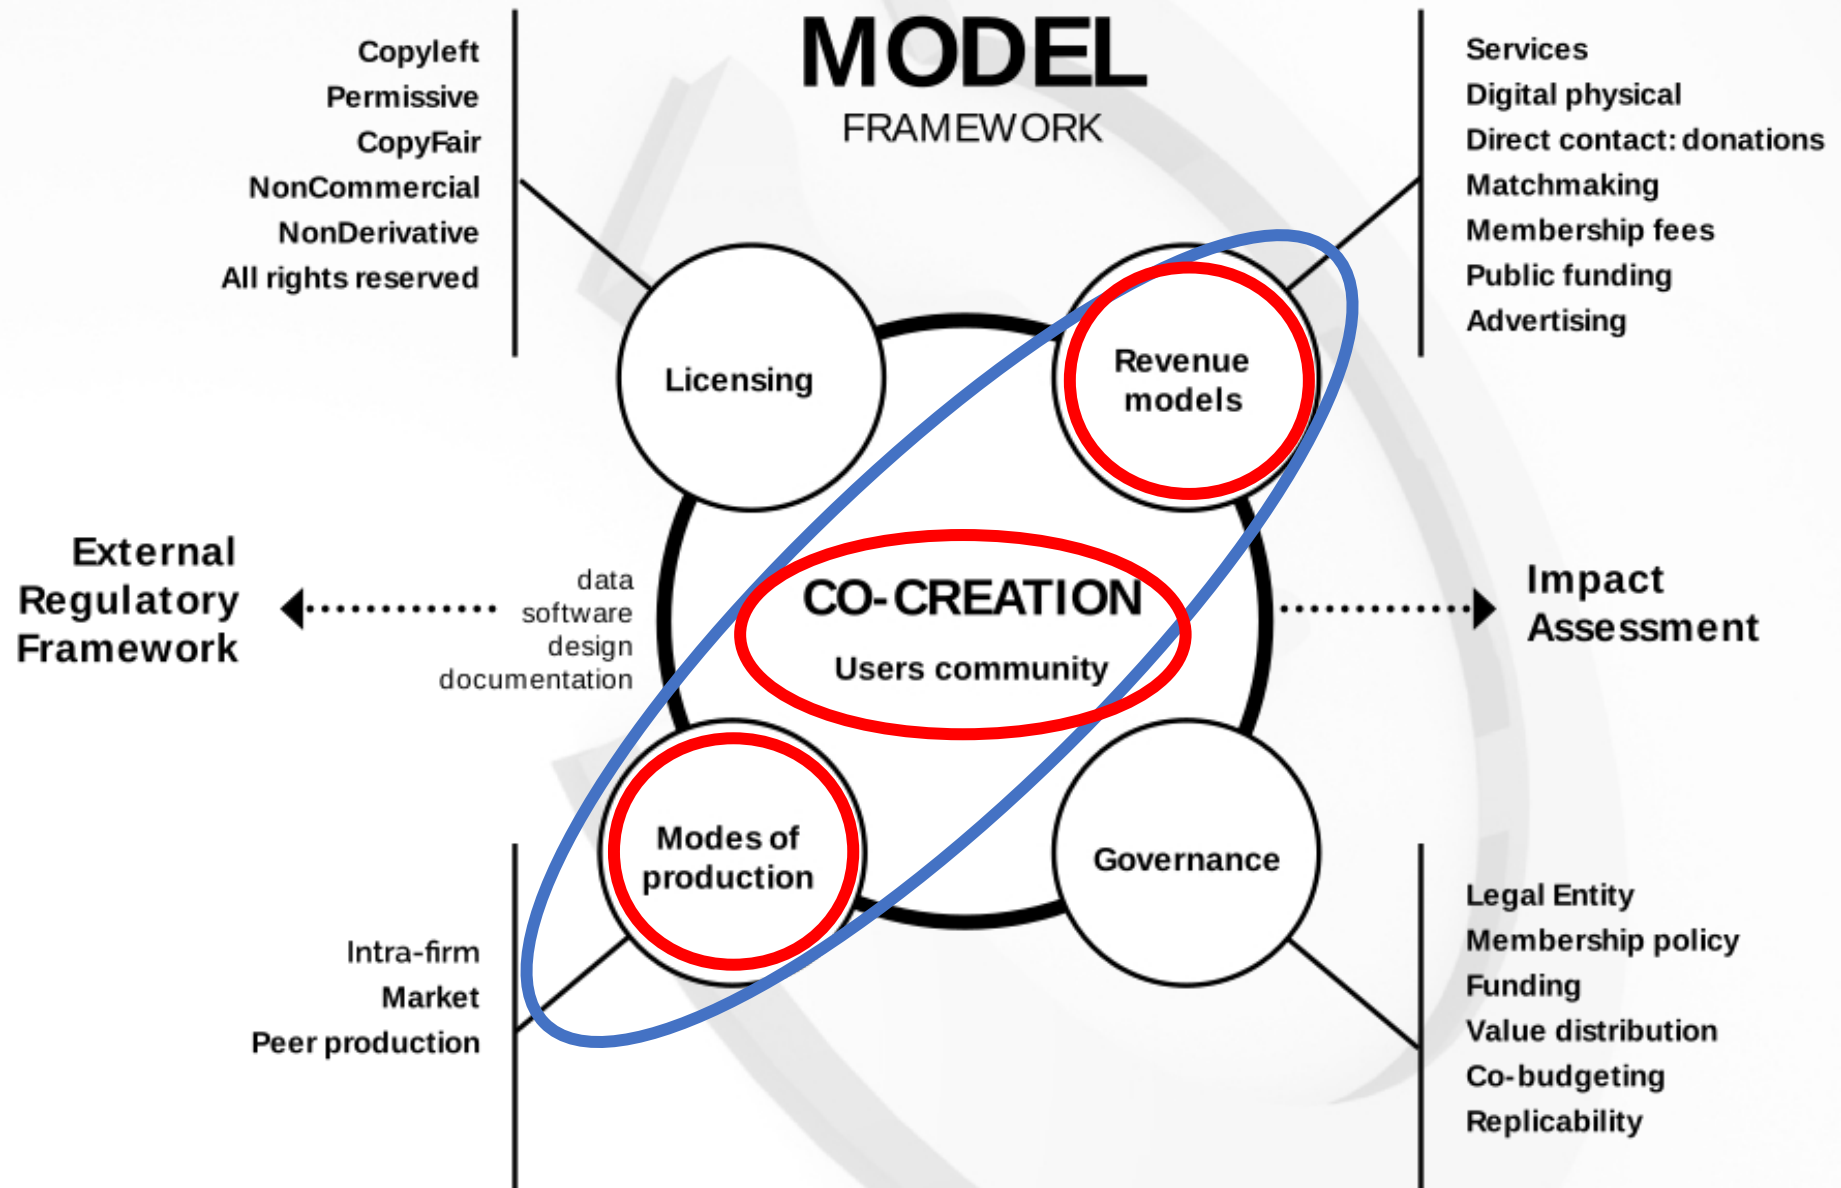 MODEL
FRAMEWORK
Copyleft
Permissive
CopyFair
NonCommercial
NonDerivative
All rights reserved
Services
Digital physical
Direct contact: donations
Matchmaking
Membership fees
Public funding
Advertising
Licensing
Revenue
models
External
Regulatory
Framework
data
software
design
documentation
CO-CREATION
Users community
Impact
Assessment
Modes of
production
Governance
Intra-firm
Market
Peer production
Legal Entity
Membership policy
Funding
Value distribution
Co-budgeting
Replicability